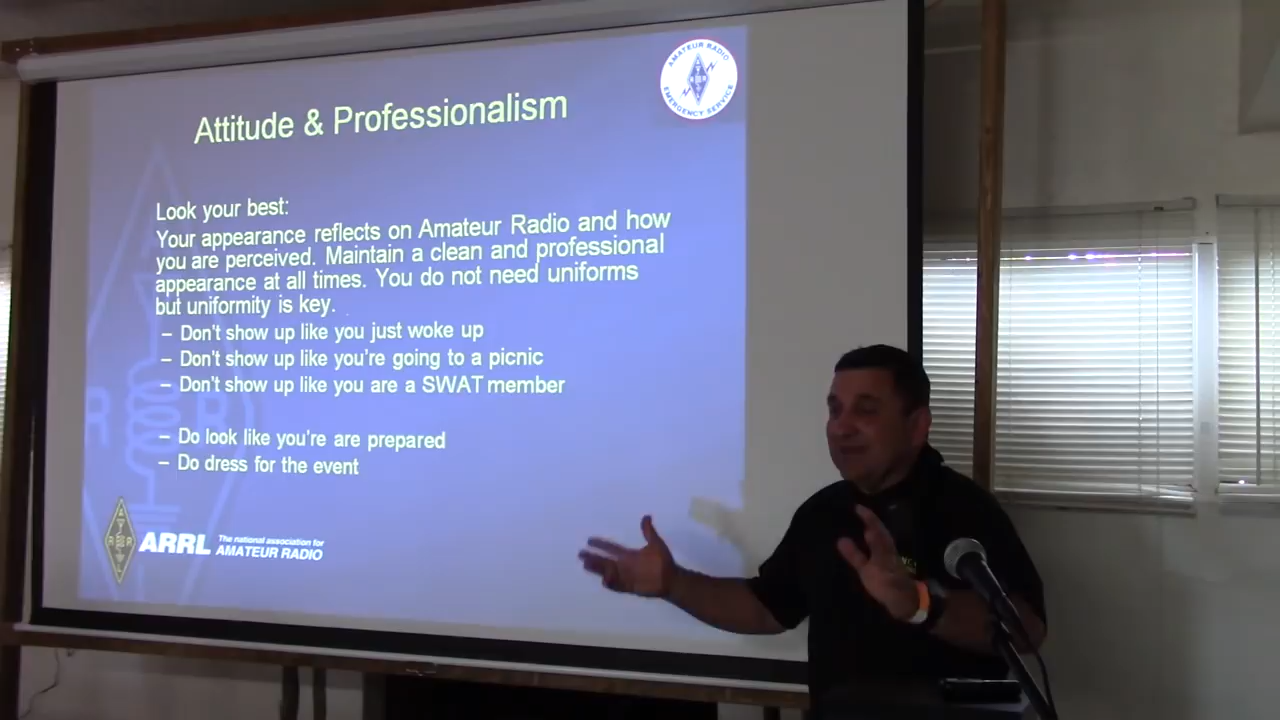 AMATEUR RADIO
EMERGENCY SERVICE
Attitude & Professionalism
Look your best:
Your appearance reflects on Amateur Radio and how
you are perceived. Maintain a clean and professional
appearance at all times. You do not need uniforms
but uniformity is key.
– Don't show up like you just woke up
– Don't show up like you're going to a picnic
– Don't show up like you are a SWAT member
– Do look like you're are prepared
– Do dress for the event
ARRL The national association for
AMATEUR RADIO